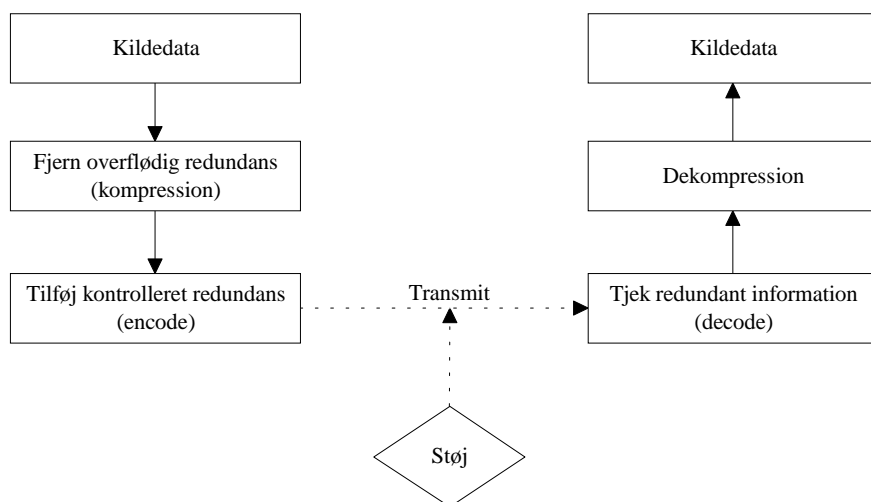 Kildedata
Kildedata
Fjern overflødig redundans
(kompression)
Dekompression
Tilføj kontrolleret redundans
(encode)
Transmit
Tjek redundant information
(decode)
Støj